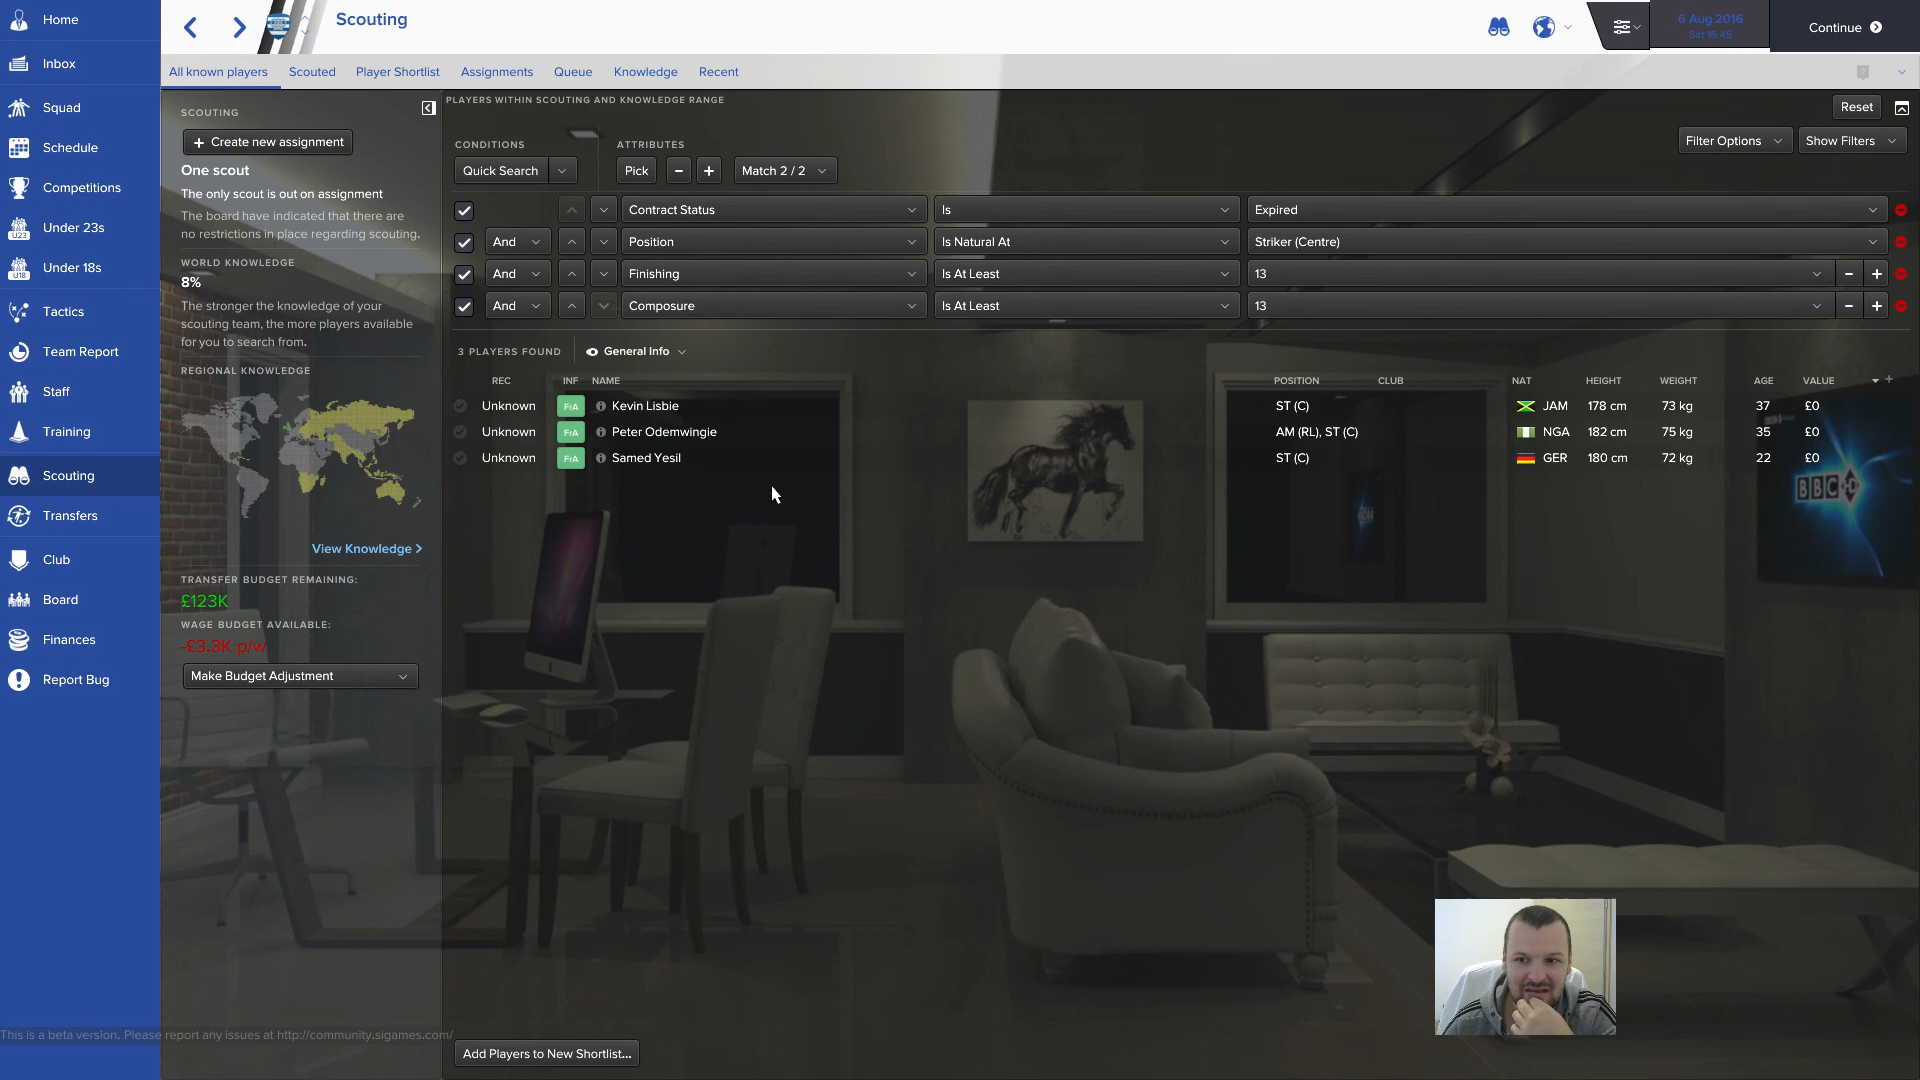 Home
Inbox
Squad
Schedule
Competitions
Under 23s
Under 18s
Tactics
Team Report
Staff
Training
Scouting
Transfers
Club
Board
Finances
Report Bug
Scouting
6 Aug 2016
Sat 16:45
Continue
All known players
Scouted
Player Shortlist
Assignments
Queue
Knowledge
Recent
SCOUTING
Create new assignment
One scout
The only scout is out on assignment
The board have indicated that there are
no restrictions in place regarding scouting.
WORLD KNOWLEDGE
8%
The stronger the knowledge of your
scouting team, the more players available
for you to search from.
REGIONAL KNOWLEDGE
View Knowledge >
TRANSFER BUDGET REMAINING:
£123K
WAGE BUDGET AVAILABLE:
-£3.3K p/w
Make Budget Adjustment
PLAYERS WITHIN SCOUTING AND KNOWLEDGE RANGE
Reset
CONDITIONS
ATTRIBUTES
Filter Options
Show Filters
Quick Search
Pick - + Match 2 / 2
Contract Status Is Expired
And Position Is Natural At Striker (Centre)
And Finishing Is At Least 13 - +
And Composure Is At Least 13 - +
3 PLAYERS FOUND General Info
REC INF NAME POSITION CLUB NAT HEIGHT WEIGHT AGE VALUE +
Unknown FrA Kevin Lisbie ST (C) JAM 178 cm 73 kg 37 £0
Unknown FrA Peter Odemwingie AM (RL), ST (C) NGA 182 cm 75 kg 35 £0
Unknown FrA Samed Yesil ST (C) GER 180 cm 72 kg 22 £0
This is a beta version. Please report any issues at http://community.sigames.com/
Add Players to New Shortlist...